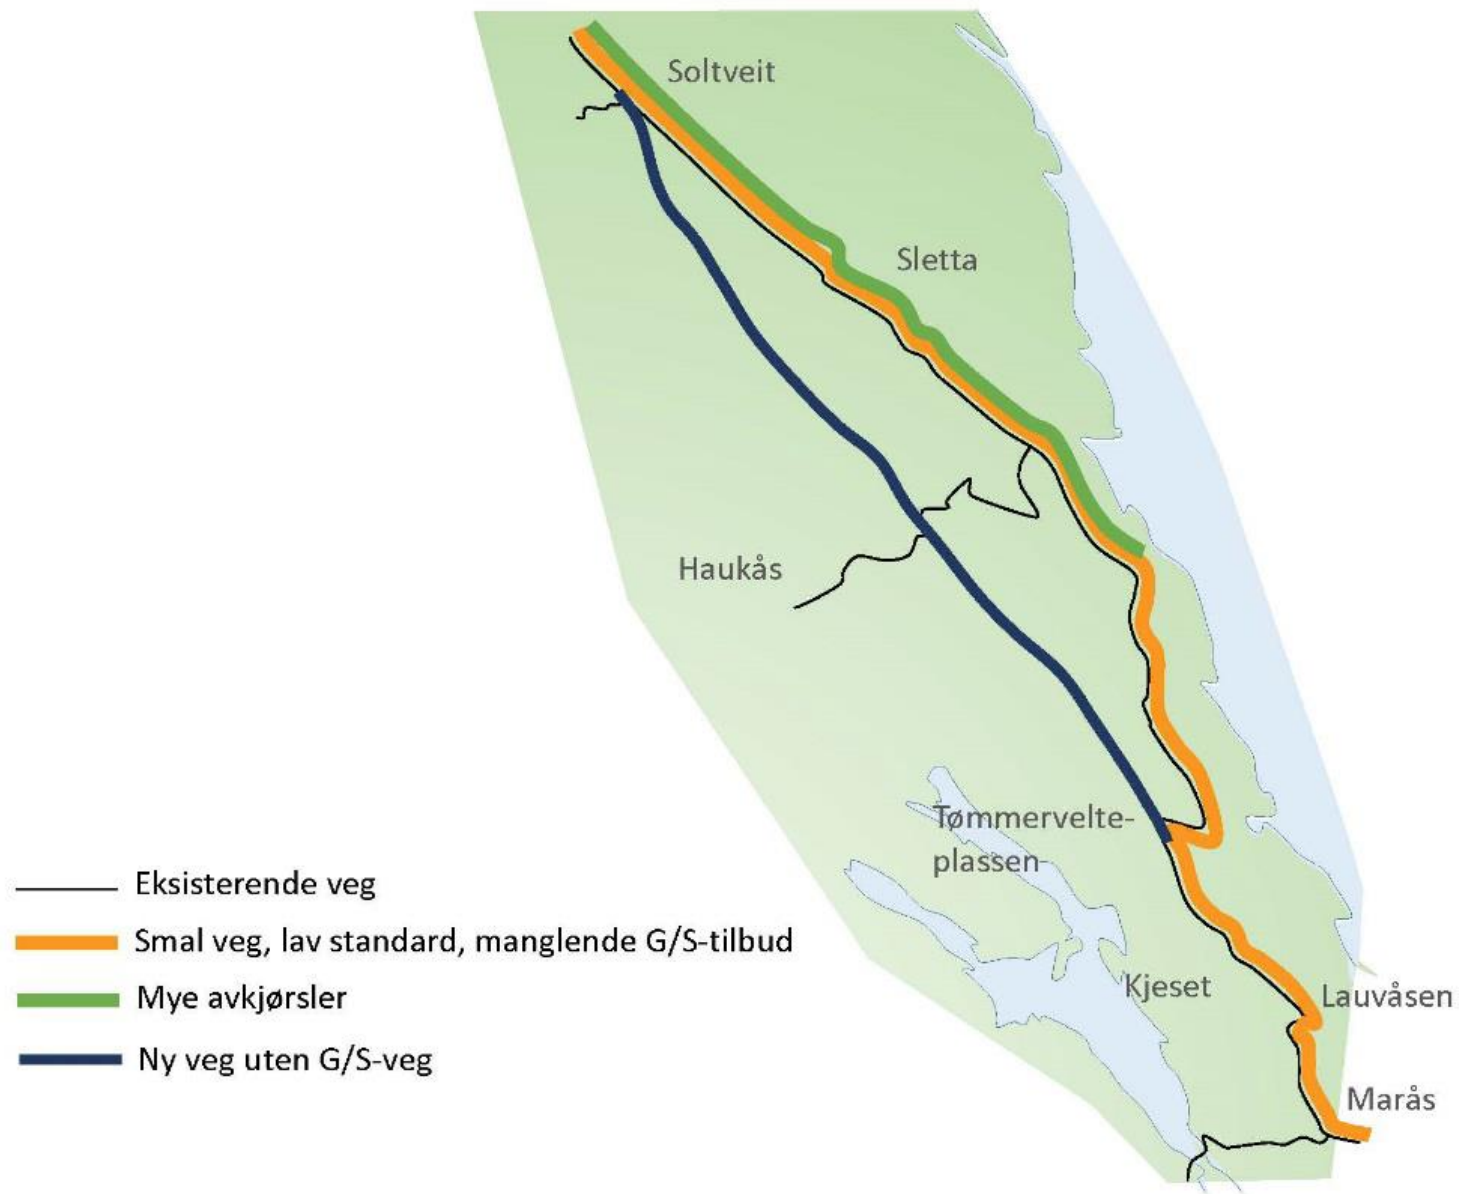 Soltveit
Sletta
Haukås
Tømmervelte-
plassen
Kjeset
Lauvåsen
Marås
Eksisterende veg
Smal veg, lav standard, manglende G/S-tilbud
Mye avkjørsler
Ny veg uten G/S-veg